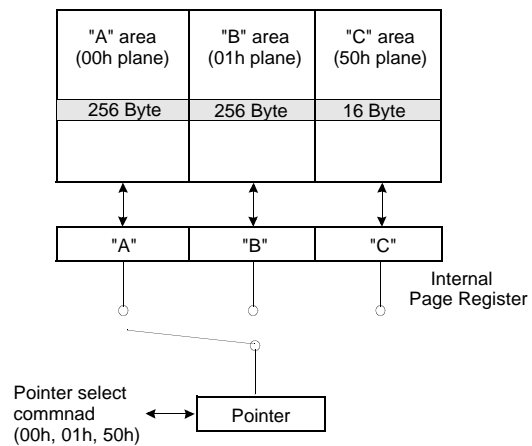 "A" area
(00h plane)
"B" area
(01h plane)
"C" area
(50h plane)
256 Byte
256 Byte
16 Byte
"A"
"B"
"C"
Internal
Page Register
Pointer select
commnad
(00h, 01h, 50h)
Pointer